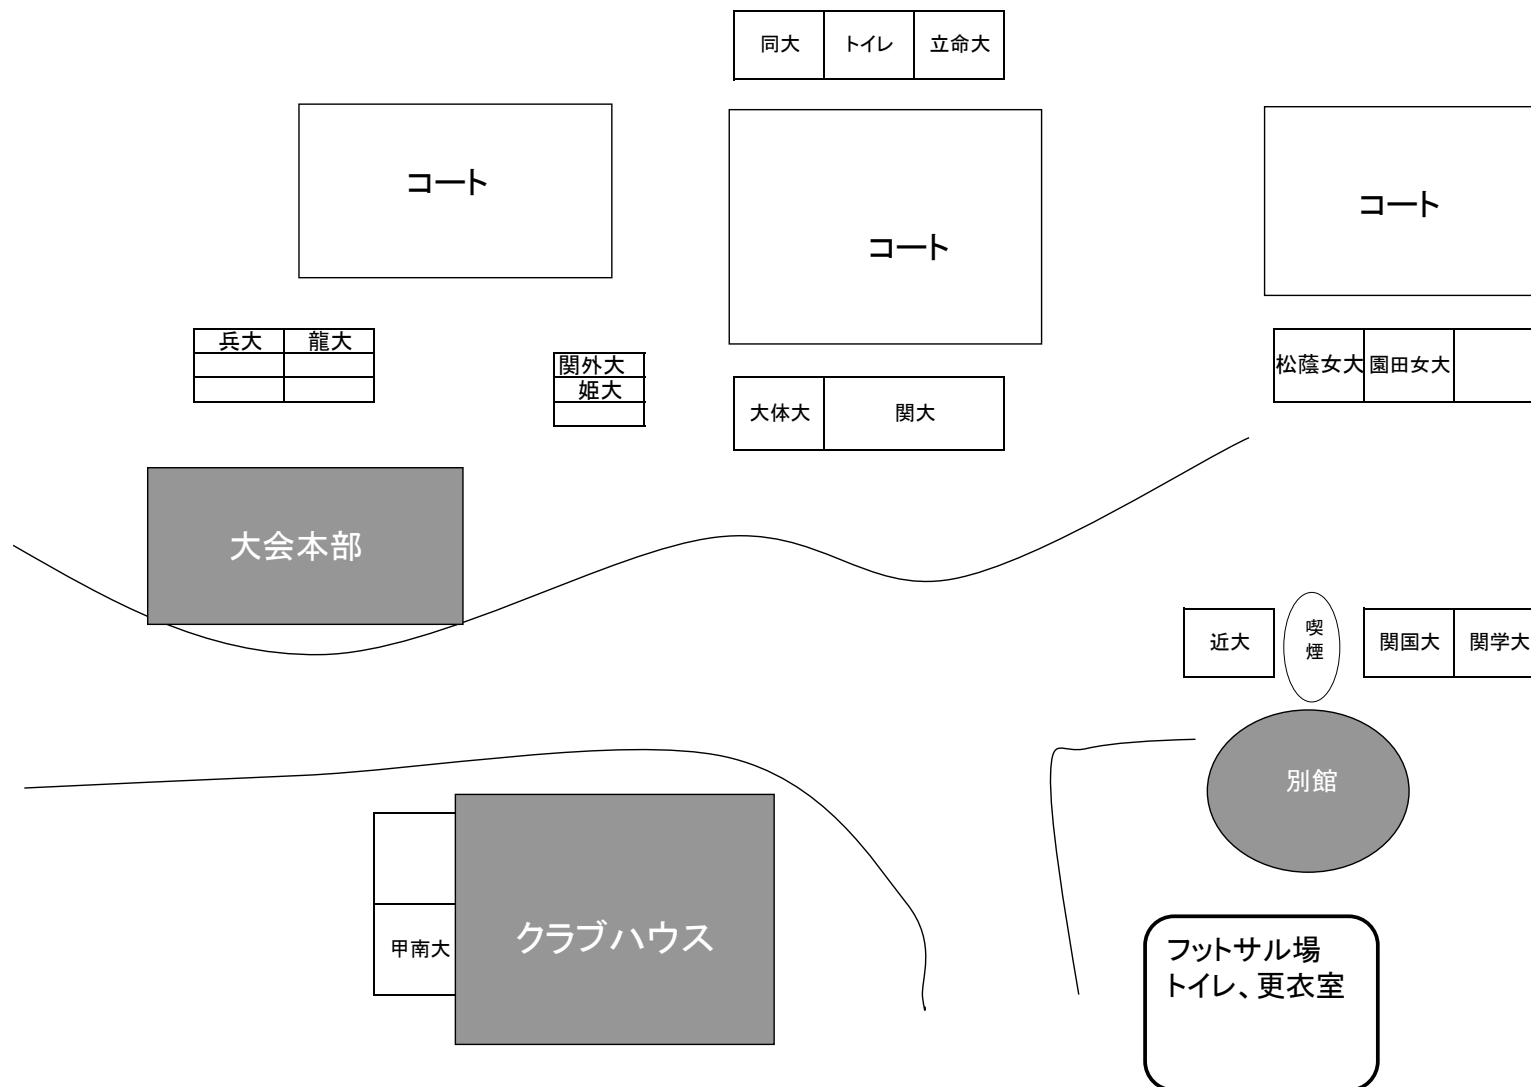 同大
トイレ
立命大
コート
コート
コート
兵大
龍大
関外大
姫大
大体大
関大
松蔭女大
園田女大
大会本部
近大
喫
煙
関国大
関学大
別館
甲南大
クラブハウス
フットサル場
トイレ、更衣室